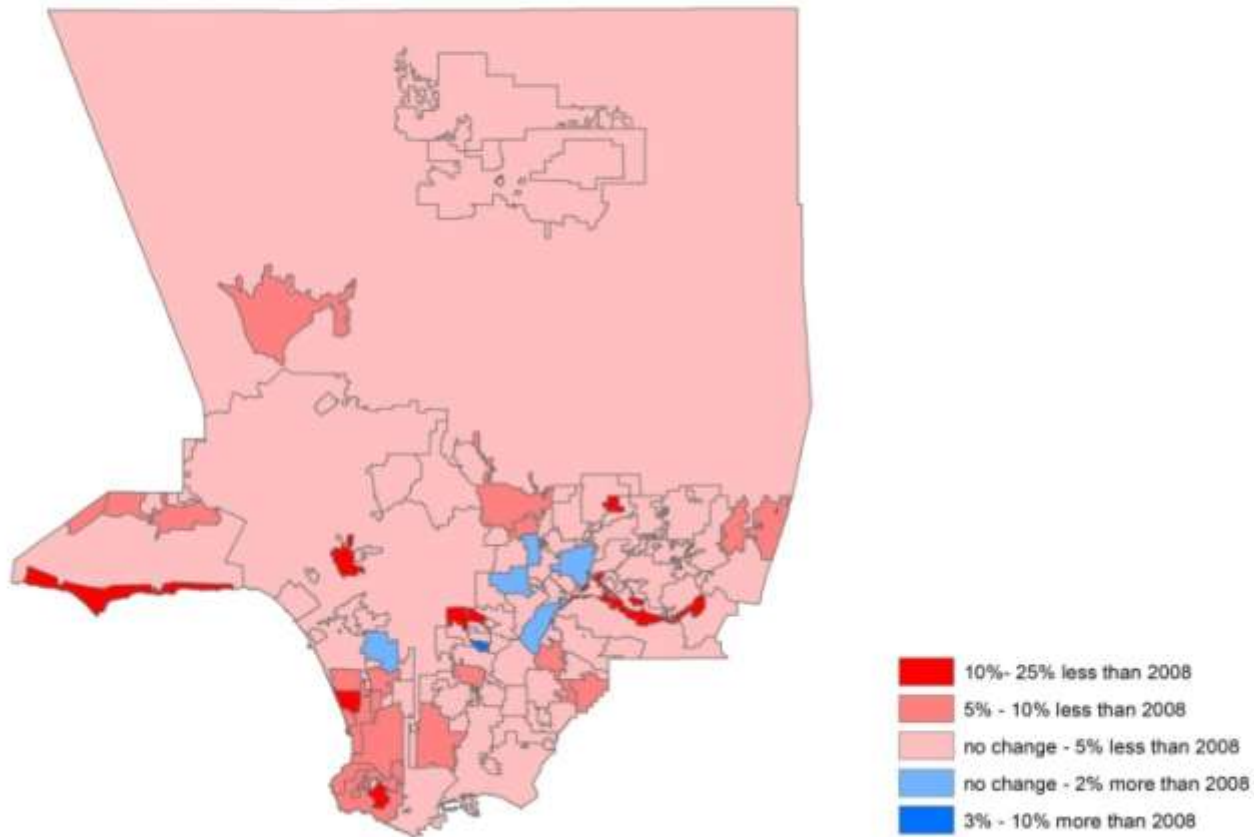 10%- 25% less than 2008
5% - 10% less than 2008
no change - 5% less than 2008
no change - 2% more than 2008
3% - 10% more than 2008